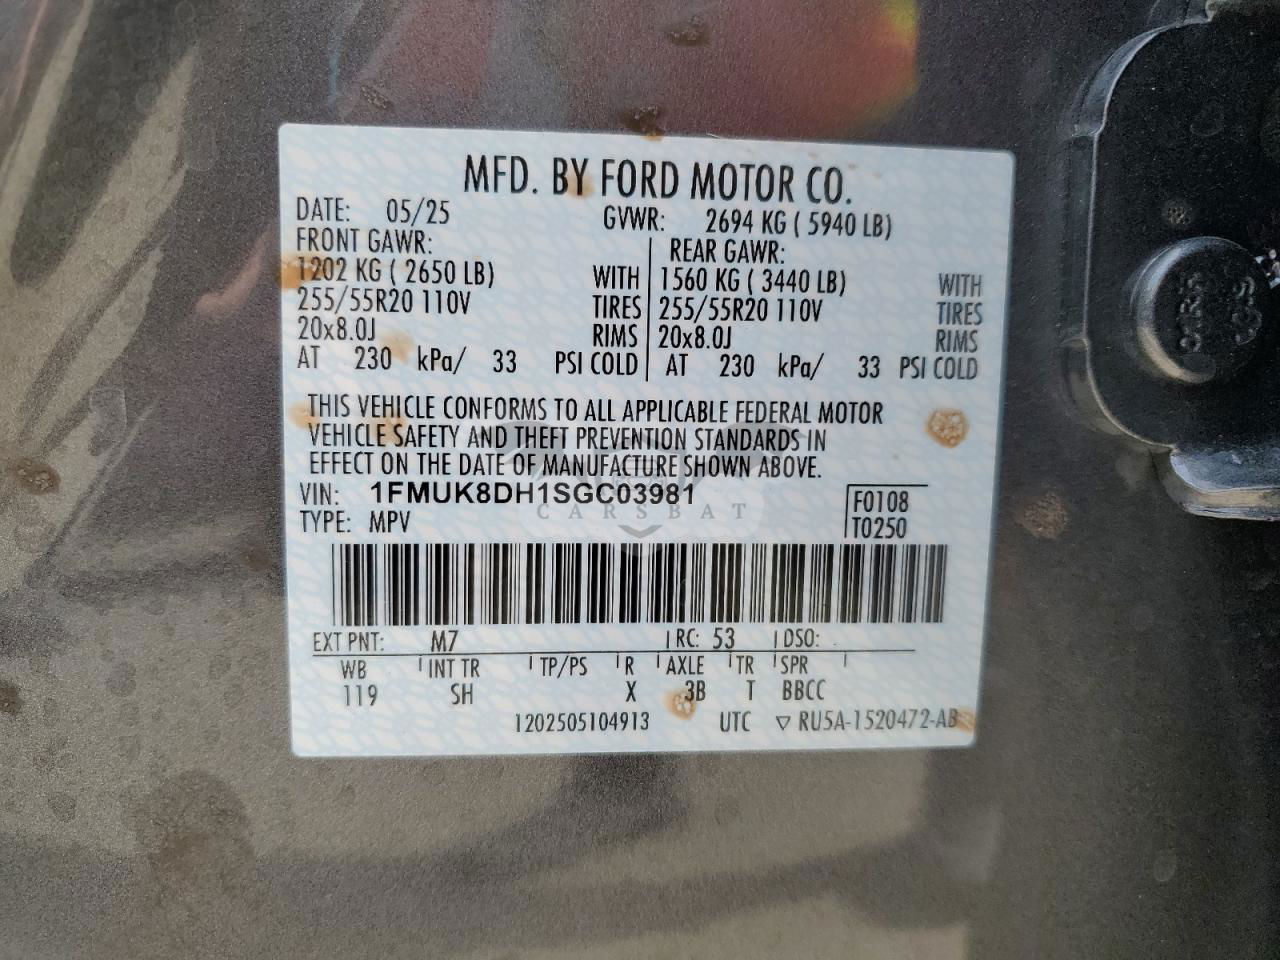 MFD. BY FORD MOTOR CO.
DATE: 05/25 GVWR: 2694 KG ( 5940 LB)
FRONT GAWR: REAR GAWR:
1202 KG ( 2650 LB) WITH 1560 KG ( 3440 LB) WITH
255/55R20 110V TIRES 255/55R20 110V TIRES
20x8.0J RIMS 20x8.0J RIMS
AT 230 kPa/ 33 PSI COLD AT 230 kPa/ 33 PSI COLD
THIS VEHICLE CONFORMS TO ALL APPLICABLE FEDERAL MOTOR
VEHICLE SAFETY AND THEFT PREVENTION STANDARDS IN
EFFECT ON THE DATE OF MANUFACTURE SHOWN ABOVE.
VIN: 1FMUK8DH1SGC03981 F0108
CARSBAT
TYPE: MPV T0250
EXT PNT: M7 RC: 53 DSO:
WB INT TR TP/PS R AXLE TR SPR
119 SH X 3B T BBCC
1202505104913 UTC ▽ RU5A-1520472-AB